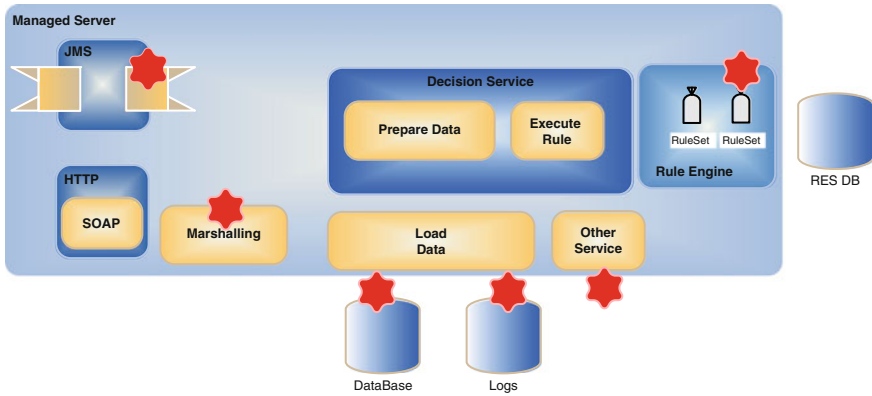 Managed Server
JMS
Decision Service
Prepare Data
Execute
Rule
RuleSet
RuleSet
Rule Engine
RES DB
HTTP
SOAP
Marshalling
Load
Data
Other
Service
DataBase
Logs